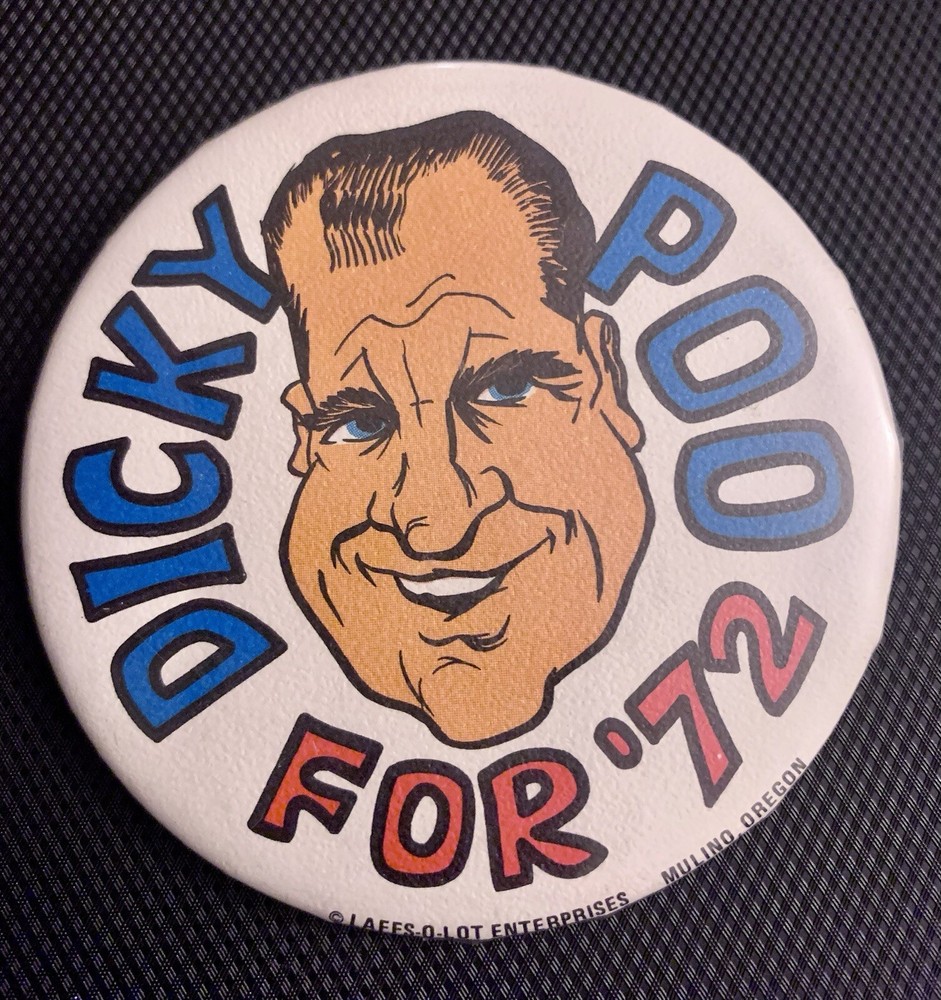 DICKY POO
FOR '72
© LAFFS-O-LOT ENTERPRISES MULINO, OREGON